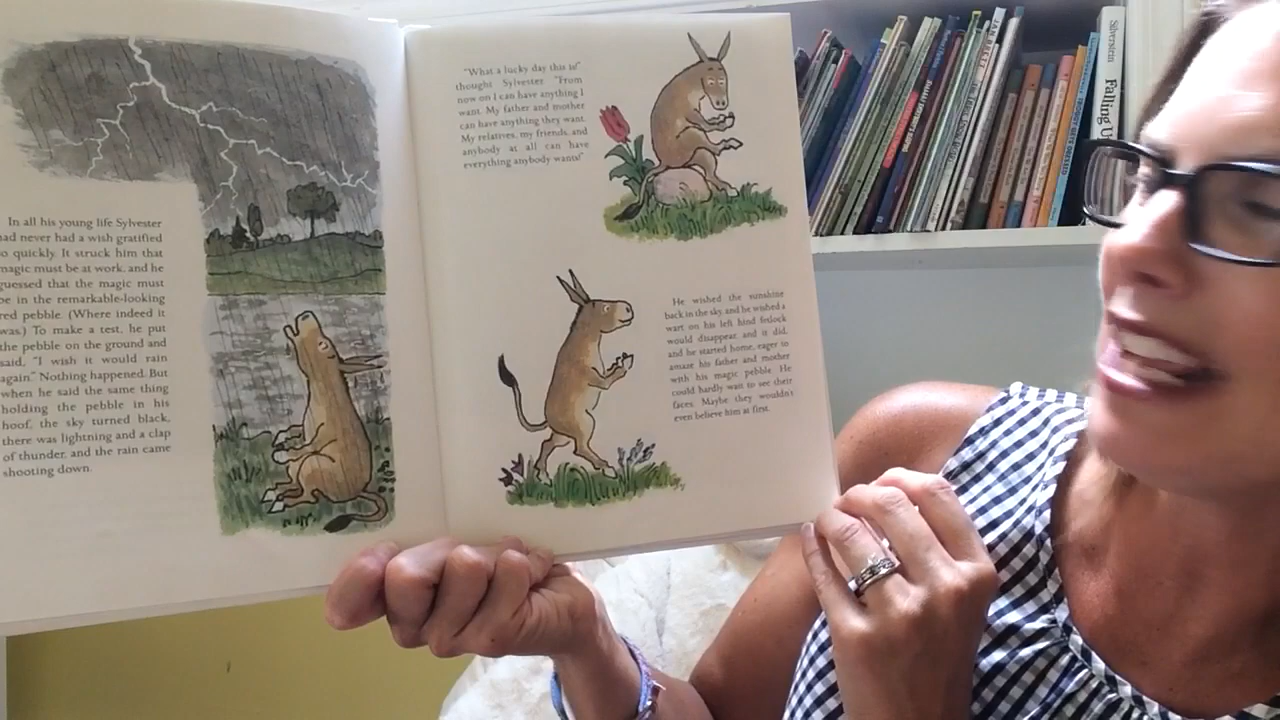 In all his young life Sylvester
had never had a wish gratified
so quickly. It struck him that
magic must be at work, and he
guessed that the magic must
be in the remarkable-looking
red pebble. (Where indeed it
was.) To make a test, he put
the pebble on the ground and
said, "I wish it would rain
again." Nothing happened. But
when he said the same thing
holding the pebble in his
hoof, the sky turned black,
there was lightning and a clap
of thunder, and the rain came
shooting down.
"What a lucky day this is!"
thought Sylvester. "From
now on I can have anything I
want. My father and mother
can have anything they want.
My relatives, my friends, and
anybody at all can have
everything anybody wants!"
He wished the sunshine
back in the sky, and he wished a
wart on his left hind fetlock
would disappear, and it did,
and he started home, eager to
amaze his father and mother
with his magic pebble. He
could hardly wait to see their
faces. Maybe they wouldn't
even believe him at first.
JAN BRETT
Silverstein
Falling U